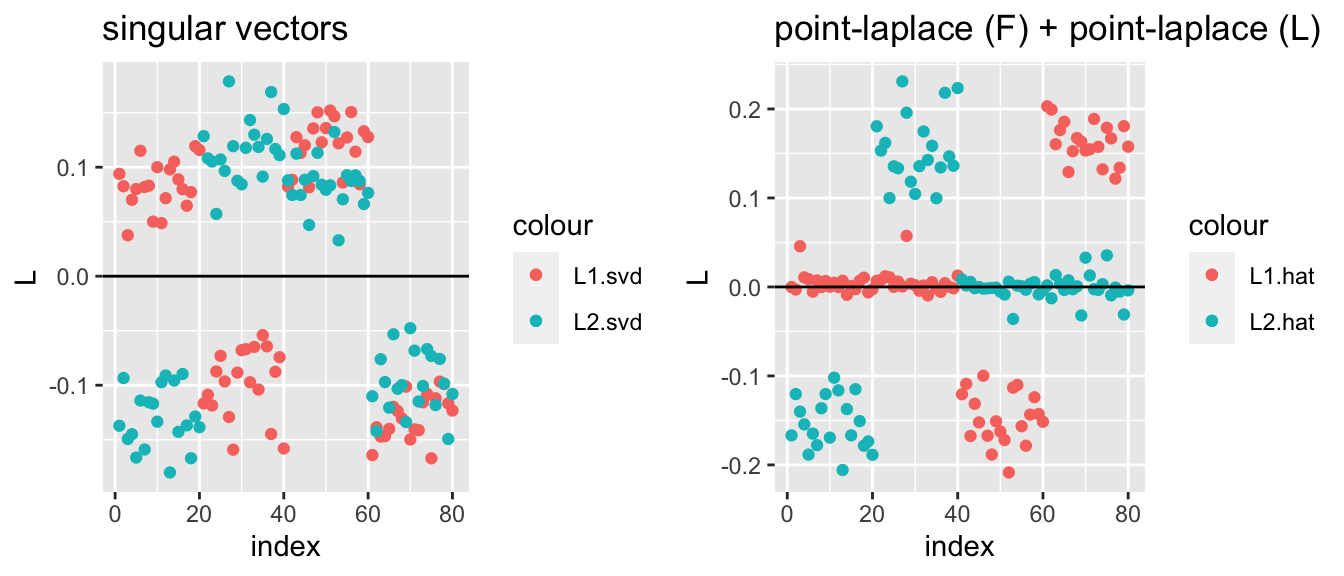 singular vectors
L
0.1
0.0
-0.1
0
20
40
60
80
index
colour
L1.svd
L2.svd
point-laplace (F) + point-laplace (L)
L
0.2
0.1
0.0
-0.1
-0.2
0
20
40
60
80
index
colour
L1.hat
L2.hat